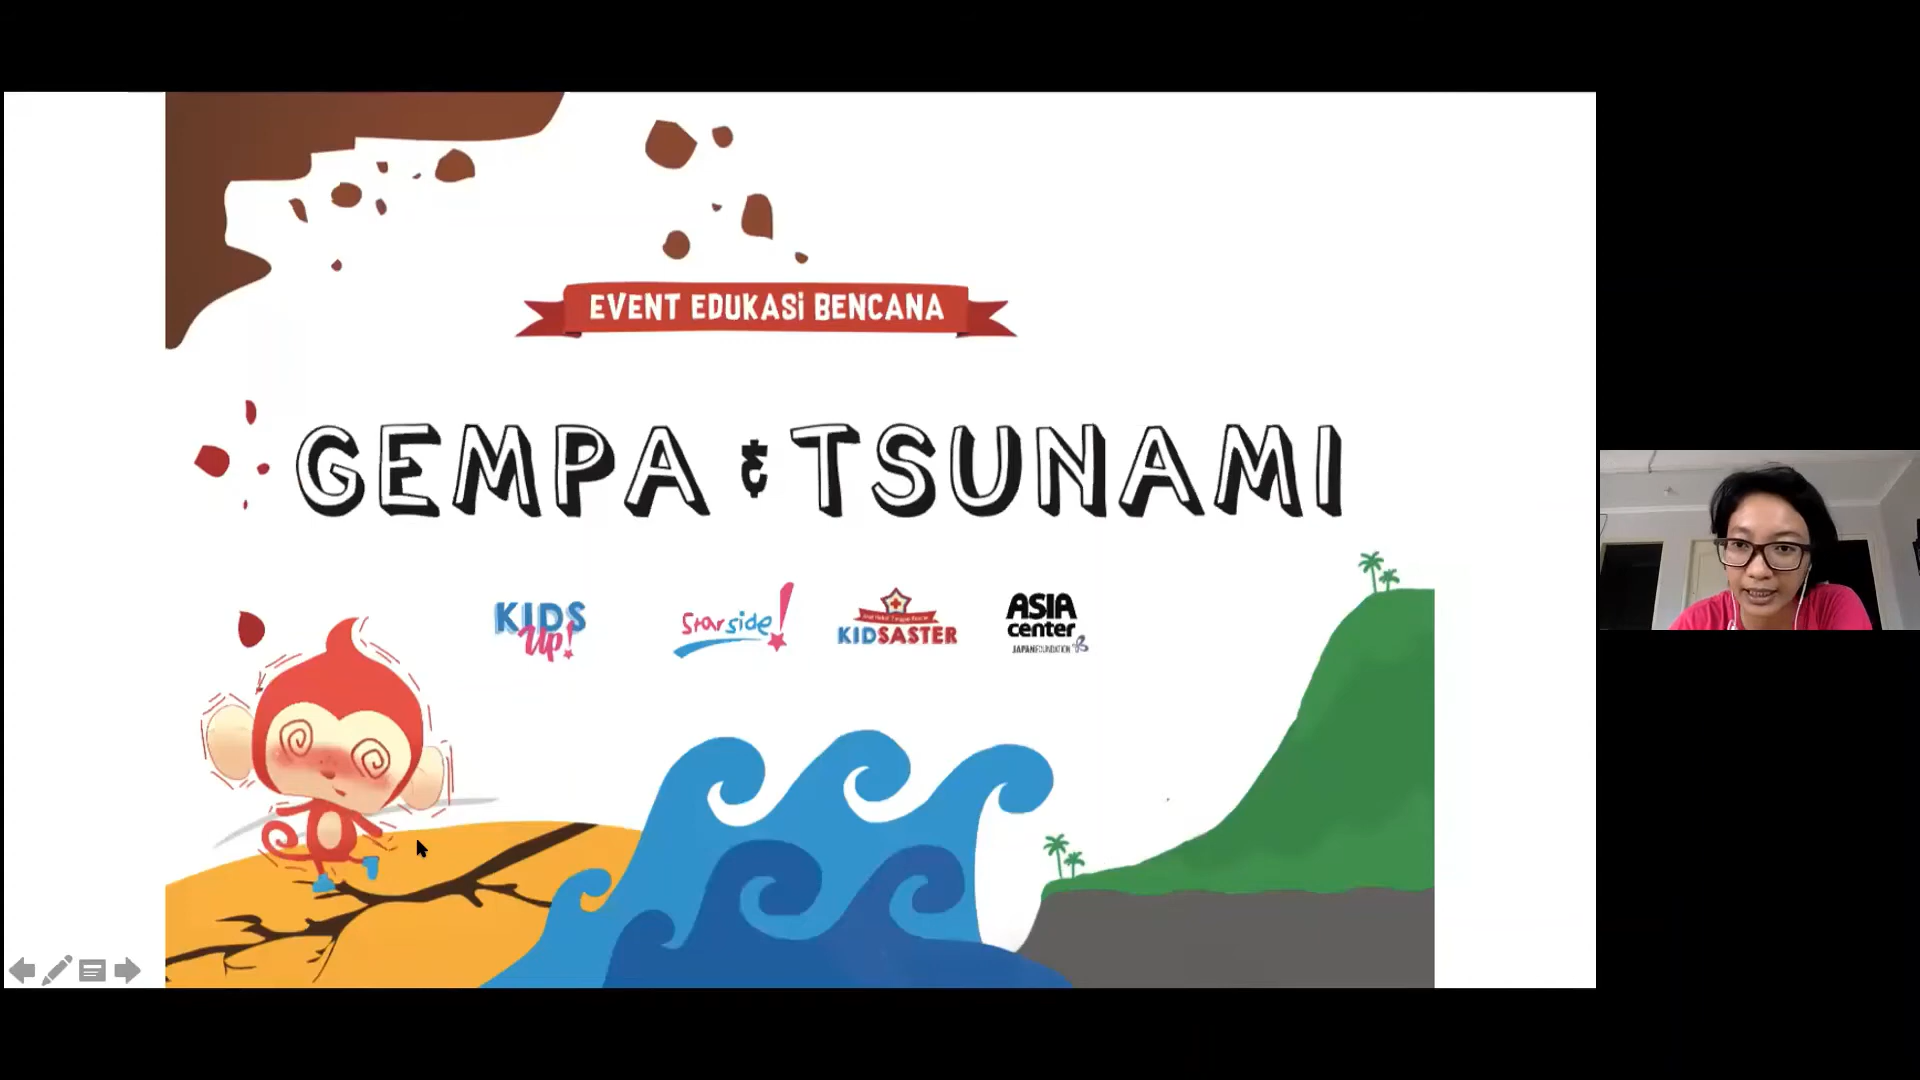 EVENT EDUKASi BENCANA
GEMPA & TSUNAMI
KIDS
Up!
Starside!
KIDSASTER
ASIA
center
JAPANFOUNDATION